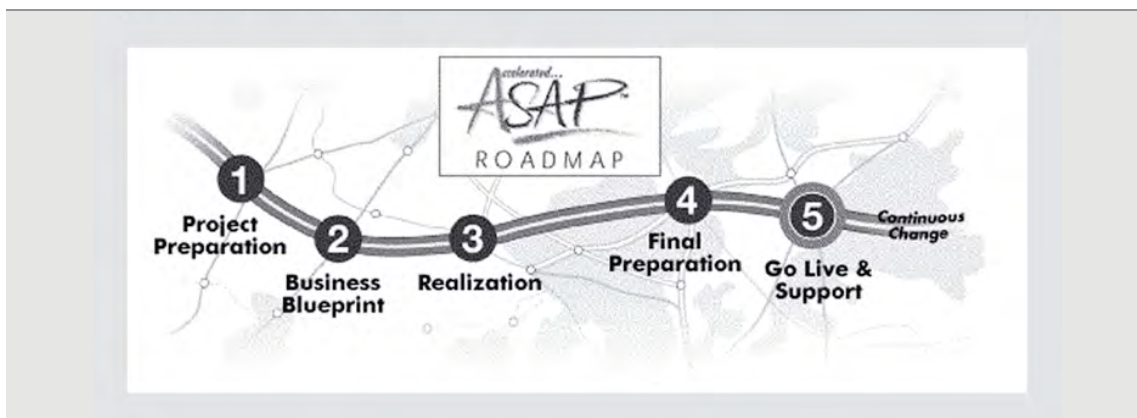 Accelerated...
ASAP™
ROADMAP
1
Project
Preparation
2
Business
Blueprint
3
Realization
4
Final
Preparation
5
Go Live &
Support
Continuous
Change